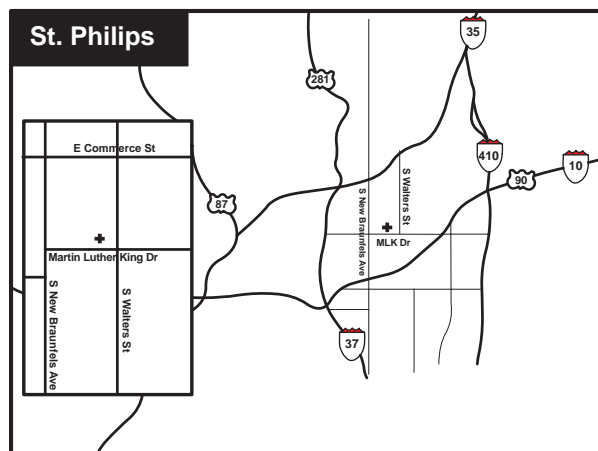 St. Philips
35
281
E Commerce St
410
10
90
S Walters St
S New Braunfels Ave
87
MLK Dr
Martin Luther King Dr
S New Braunfels Ave
S Walters St
37